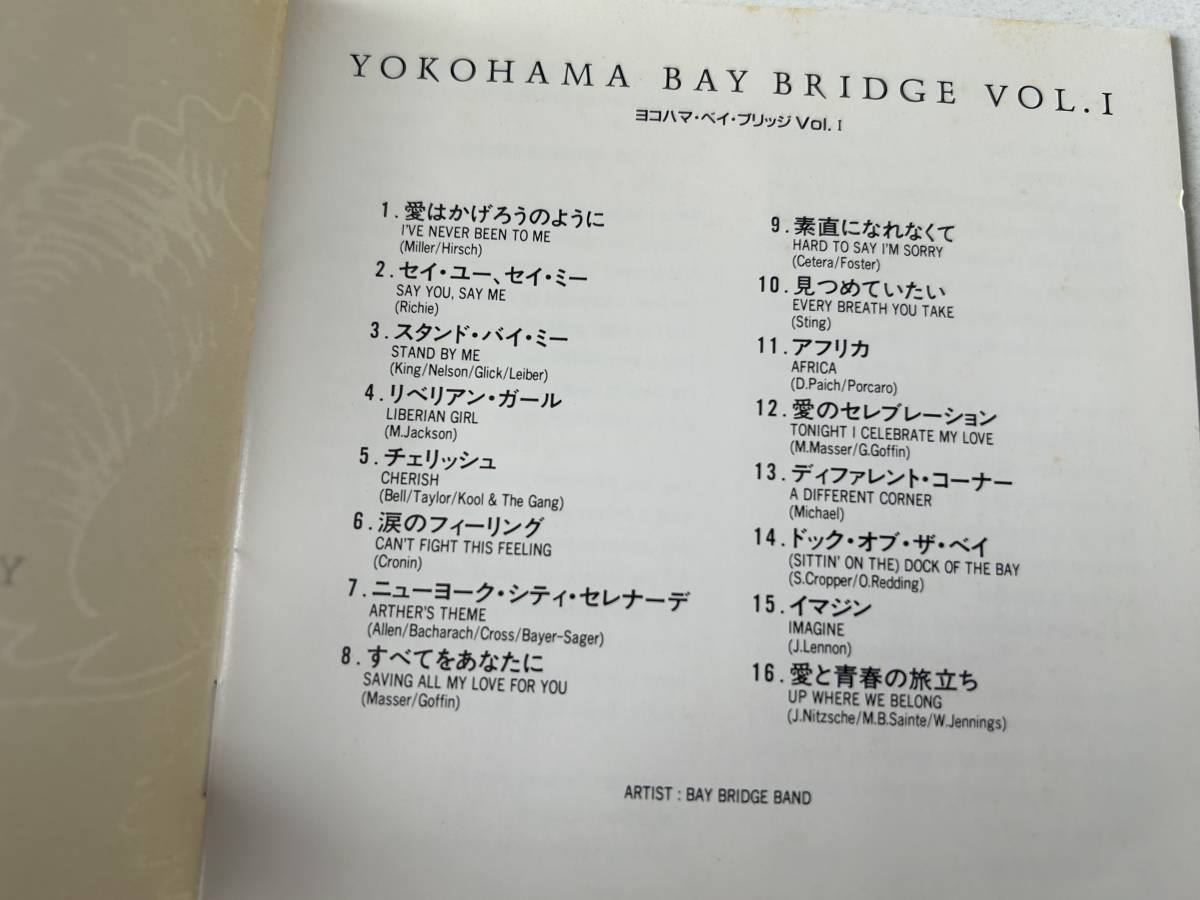 YOKOHAMA BAY BRIDGE VOL.I
ヨコハマ・ベイ・ブリッジ Vol. I
1. 愛はかげろうのように
I'VE NEVER BEEN TO ME
(Miller/Hirsch)
2. セイ・ユー、セイ・ミー
SAY YOU, SAY ME
(Richie)
3. スタンド・バイ・ミー
STAND BY ME
(King/Nelson/Glick/Leiber)
4. リベリアン・ガール
LIBERIAN GIRL
(M.Jackson)
5. チェリッシュ
CHERISH
(Bell/Taylor/Kool & The Gang)
6. 涙のフィーリング
CAN'T FIGHT THIS FEELING
(Cronin)
7. ニューヨーク・シティ・セレナーデ
ARTHER'S THEME
(Allen/Bacharach/Cross/Bayer-Sager)
8. すべてをあなたに
SAVING ALL MY LOVE FOR YOU
(Masser/Goffin)
9. 素直になれなくて
HARD TO SAY I'M SORRY
(Cetera/Foster)
10. 見つめていたい
EVERY BREATH YOU TAKE
(Sting)
11. アフリカ
AFRICA
(D.Paich/Porcaro)
12. 愛のセレブレーション
TONIGHT I CELEBRATE MY LOVE
(M.Masser/G.Goffin)
13. ディファレント・コーナー
A DIFFERENT CORNER
(Michael)
14. ドック・オブ・ザ・ベイ
(SITTIN' ON THE) DOCK OF THE BAY
(S.Cropper/O.Redding)
15. イマジン
IMAGINE
(J.Lennon)
16. 愛と青春の旅立ち
UP WHERE WE BELONG
(J.Nitzsche/M.B.Sainte/W.Jennings)
ARTIST : BAY BRIDGE BAND
Y